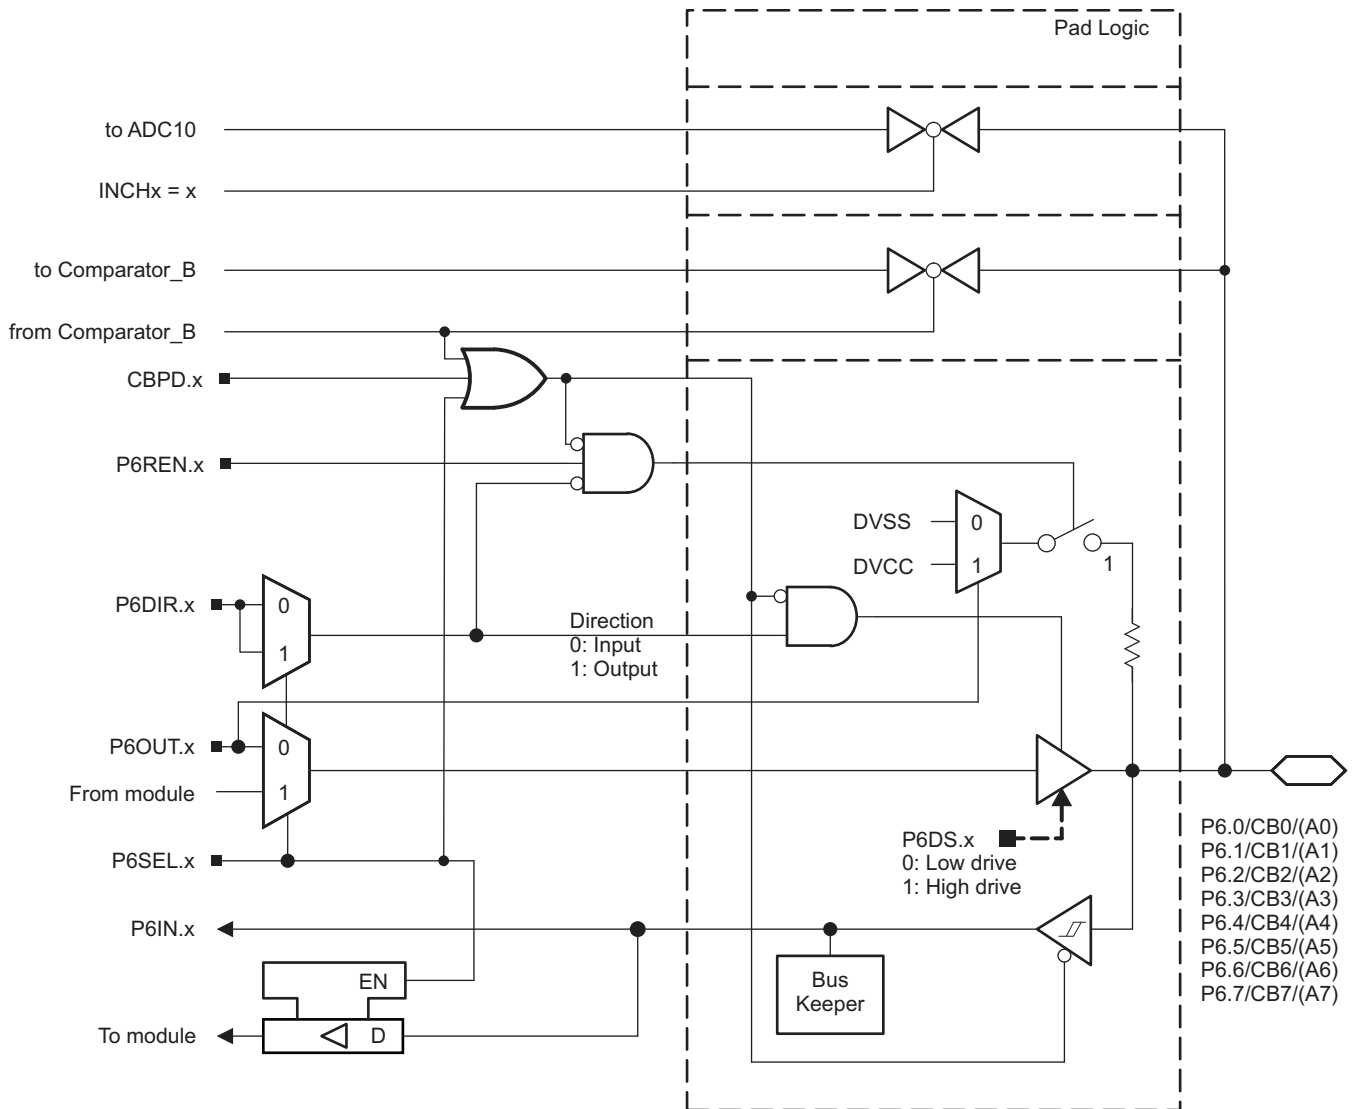 Pad Logic
to ADC10
INCHx = x
to Comparator_B
from Comparator_B
CBPD.x
P6REN.x
DVSS
0
DVCC
1
1
P6DIR.x
0
1
Direction
0: Input
1: Output
P6OUT.x
0
From module
1
P6SEL.x
P6DS.x
0: Low drive
1: High drive
P6.0/CB0/(A0)
P6.1/CB1/(A1)
P6.2/CB2/(A2)
P6.3/CB3/(A3)
P6.4/CB4/(A4)
P6.5/CB5/(A5)
P6.6/CB6/(A6)
P6.7/CB7/(A7)
P6IN.x
EN
Bus
Keeper
To module
D